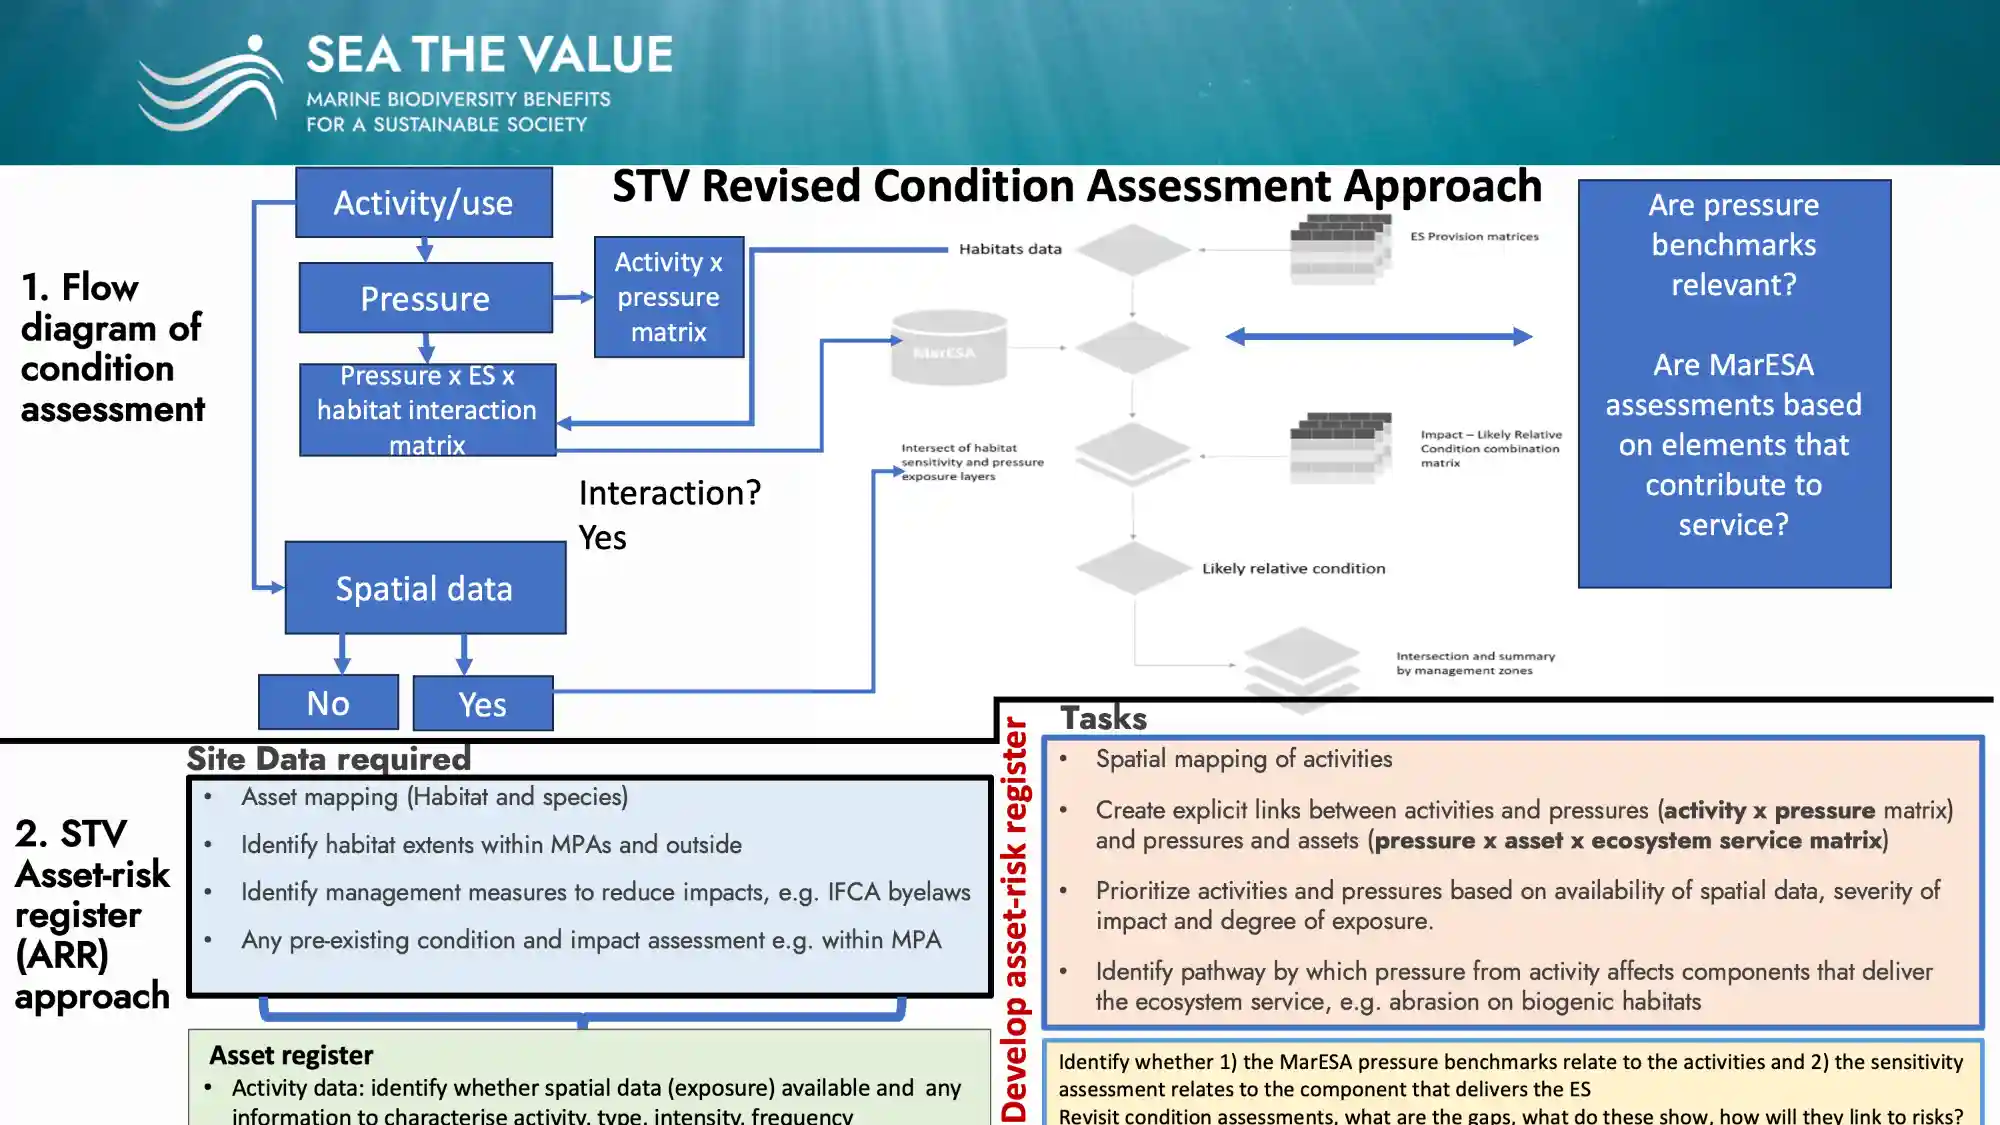 SEA THE VALUE
MARINE BIODIVERSITY BENEFITS
FOR A SUSTAINABLE SOCIETY
STV Revised Condition Assessment Approach
1. Flow
diagram of
condition
assessment
Activity/use
Pressure
Activity x
pressure
matrix
Pressure x ES x
habitat interaction
matrix
Interaction?
Yes
Spatial data
No
Yes
Habitats data
ES Provision matrices
MarESA
Intersect of habitat
sensitivity and pressure
exposure layers
Impact – Likely Relative
Condition combination
matrix
Likely relative condition
Intersection and summary
by management zones
Are pressure
benchmarks
relevant?
Are MarESA
assessments based
on elements that
contribute to
service?
2. STV
Asset-risk
register
(ARR)
approach
Site Data required
• Asset mapping (Habitat and species)
• Identify habitat extents within MPAs and outside
• Identify management measures to reduce impacts, e.g. IFCA byelaws
• Any pre-existing condition and impact assessment e.g. within MPA
Asset register
• Activity data: identify whether spatial data (exposure) available and any
information to characterise activity, type, intensity, frequency
Develop asset-risk register
Tasks
• Spatial mapping of activities
• Create explicit links between activities and pressures (activity x pressure matrix)
and pressures and assets (pressure x asset x ecosystem service matrix)
• Prioritize activities and pressures based on availability of spatial data, severity of
impact and degree of exposure.
• Identify pathway by which pressure from activity affects components that deliver
the ecosystem service, e.g. abrasion on biogenic habitats
Identify whether 1) the MarESA pressure benchmarks relate to the activities and 2) the sensitivity
assessment relates to the component that delivers the ES
Revisit condition assessments, what are the gaps, what do these show, how will they link to risks?